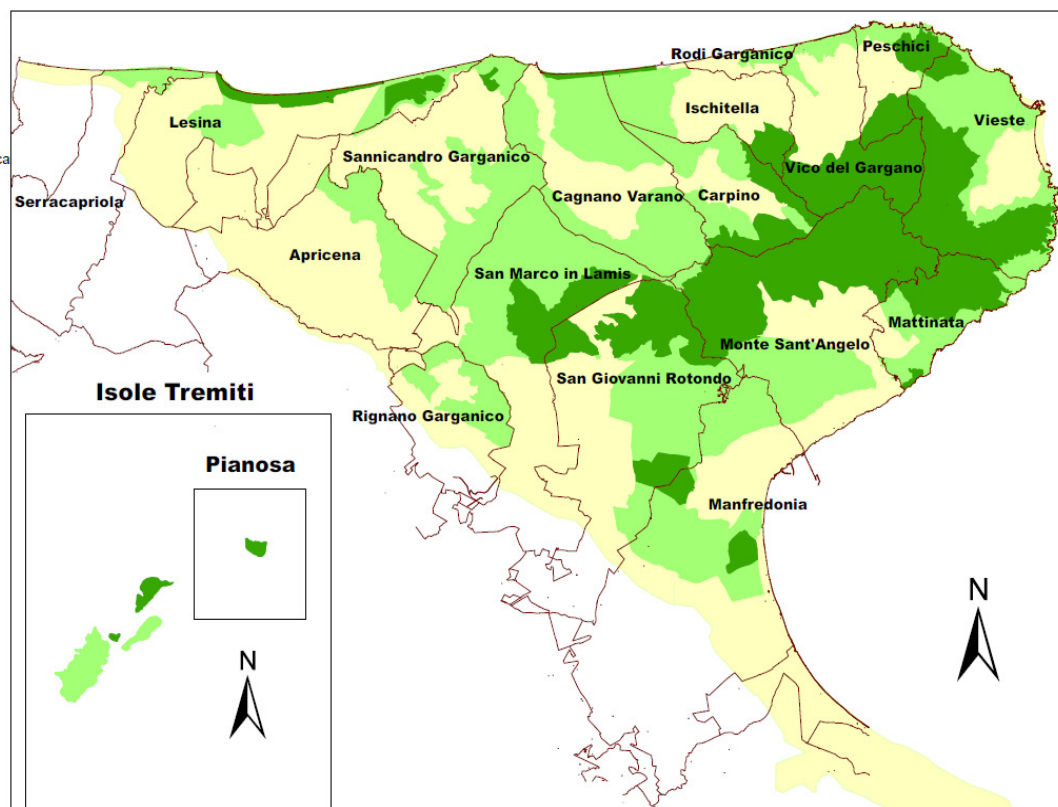 Rodi Garganico
Peschici
Ischitella
Lesina
Vieste
Sannicandro Garganico
Vico del Gargano
Serracapriola
Cagnano Varano
Carpino
Apricena
San Marco in Lamis
Mattinata
Monte Sant'Angelo
San Giovanni Rotondo
Isole Tremiti
Rignano Garganico
Pianosa
Manfredonia
N
N